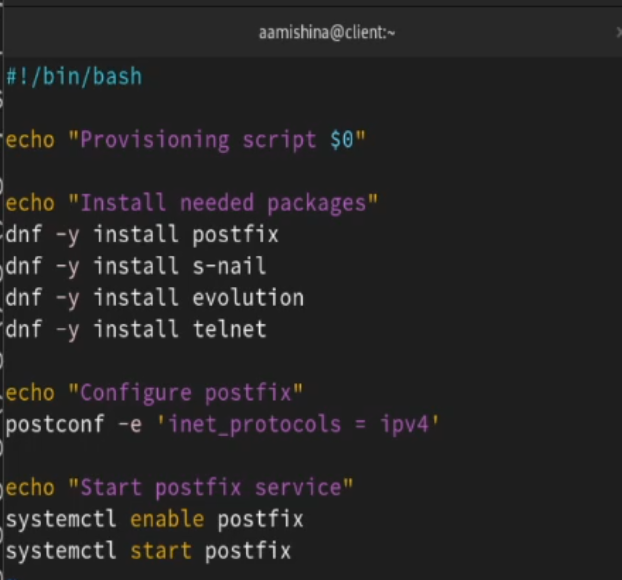 aamishina@client:~
#!/bin/bash
echo "Provisioning script $0"
echo "Install needed packages"
dnf -y install postfix
dnf -y install s-nail
dnf -y install evolution
dnf -y install telnet
echo "Configure postfix"
postconf -e 'inet_protocols = ipv4'
echo "Start postfix service"
systemctl enable postfix
systemctl start postfix